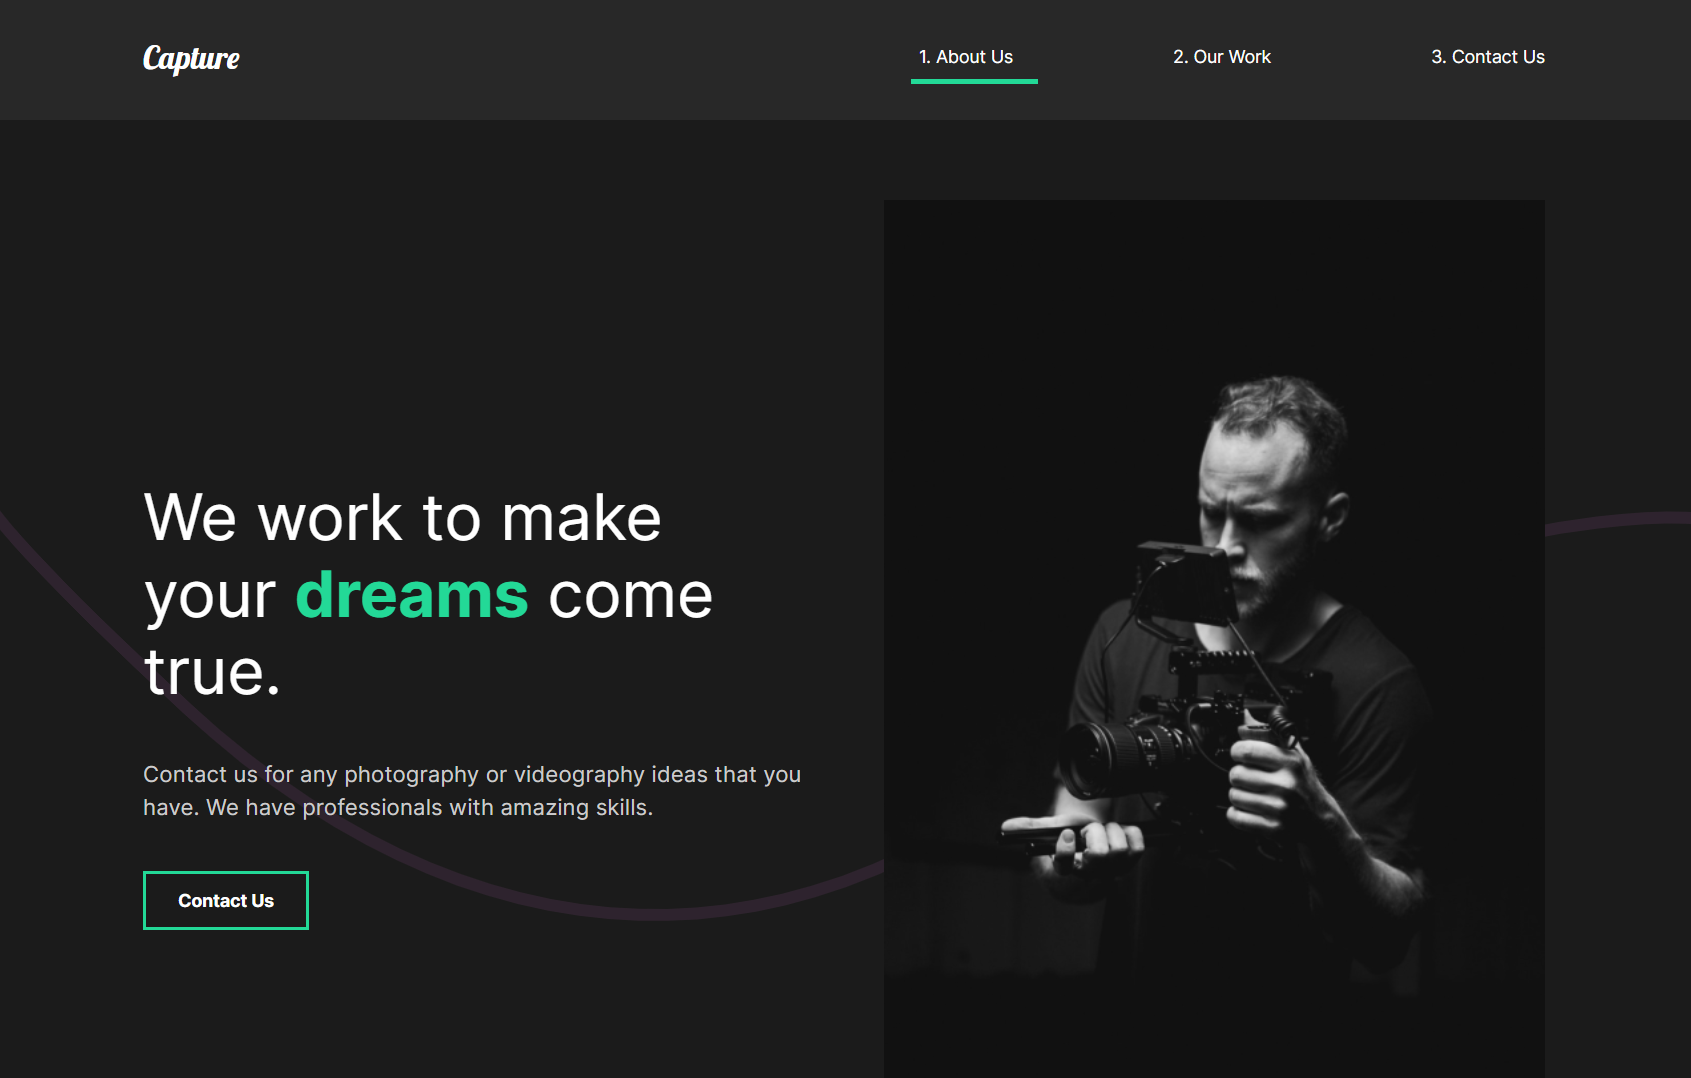 Capture
1. About Us
2. Our Work
3. Contact Us
We work to make
your dreams come
true.
Contact us for any photography or videography ideas that you
have. We have professionals with amazing skills.
Contact Us